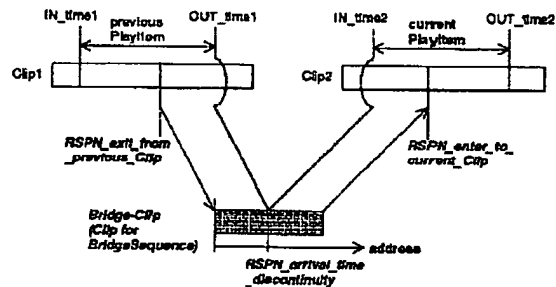 IN_time1
previous
PlayItem
OUT_time1
IN_time2
current
PlayItem
OUT_time2
Clip1
Clip2
RSPN_exit_from
_previous_Clip
RSPN_enter_to_
current_Clip
Bridge-Clip
(Clip for
BridgeSequence)
address
RSPN_arrival_time
_discontinuity